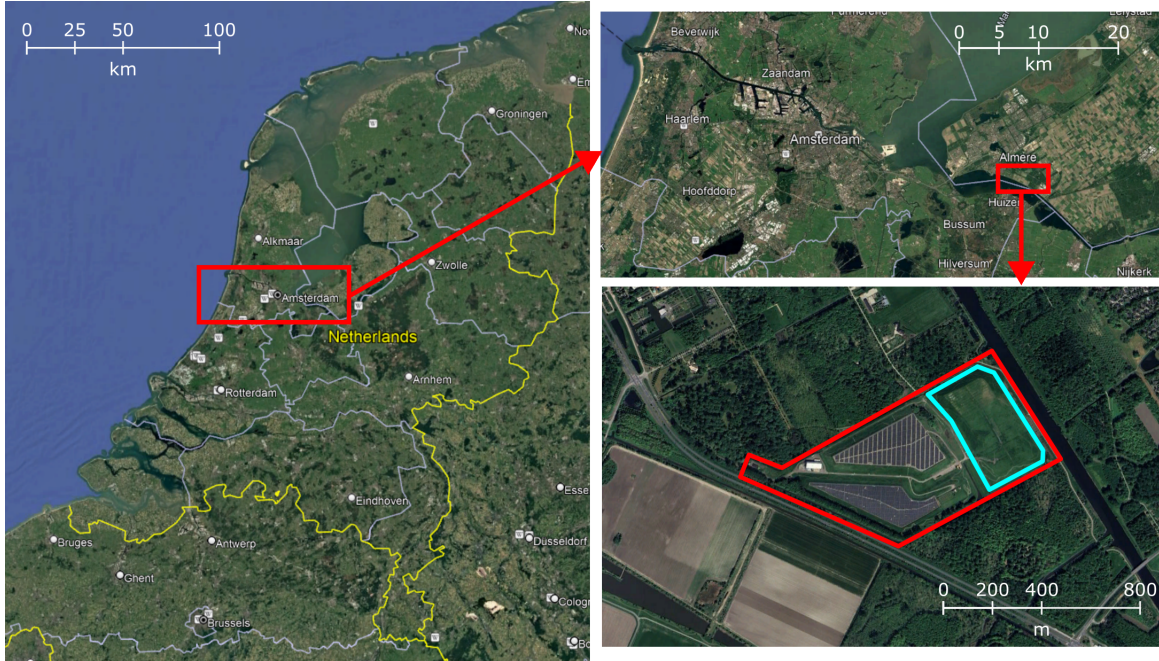 0 25 50 100
km
Groningen
Alkmaar
Zwolle
Amsterdam
Netherlands
Arnhem
Rotterdam
Eindhoven
Bruges
Antwerp
Dusseldorf
Ghent
Brussels
Beverwijk
0 5 10 20
km
Zaandam
Haarlem
Amsterdam
Almere
Hoofddorp
Huizen
Bussum
Hilversum
Nijkerk
0 200 400 800
m